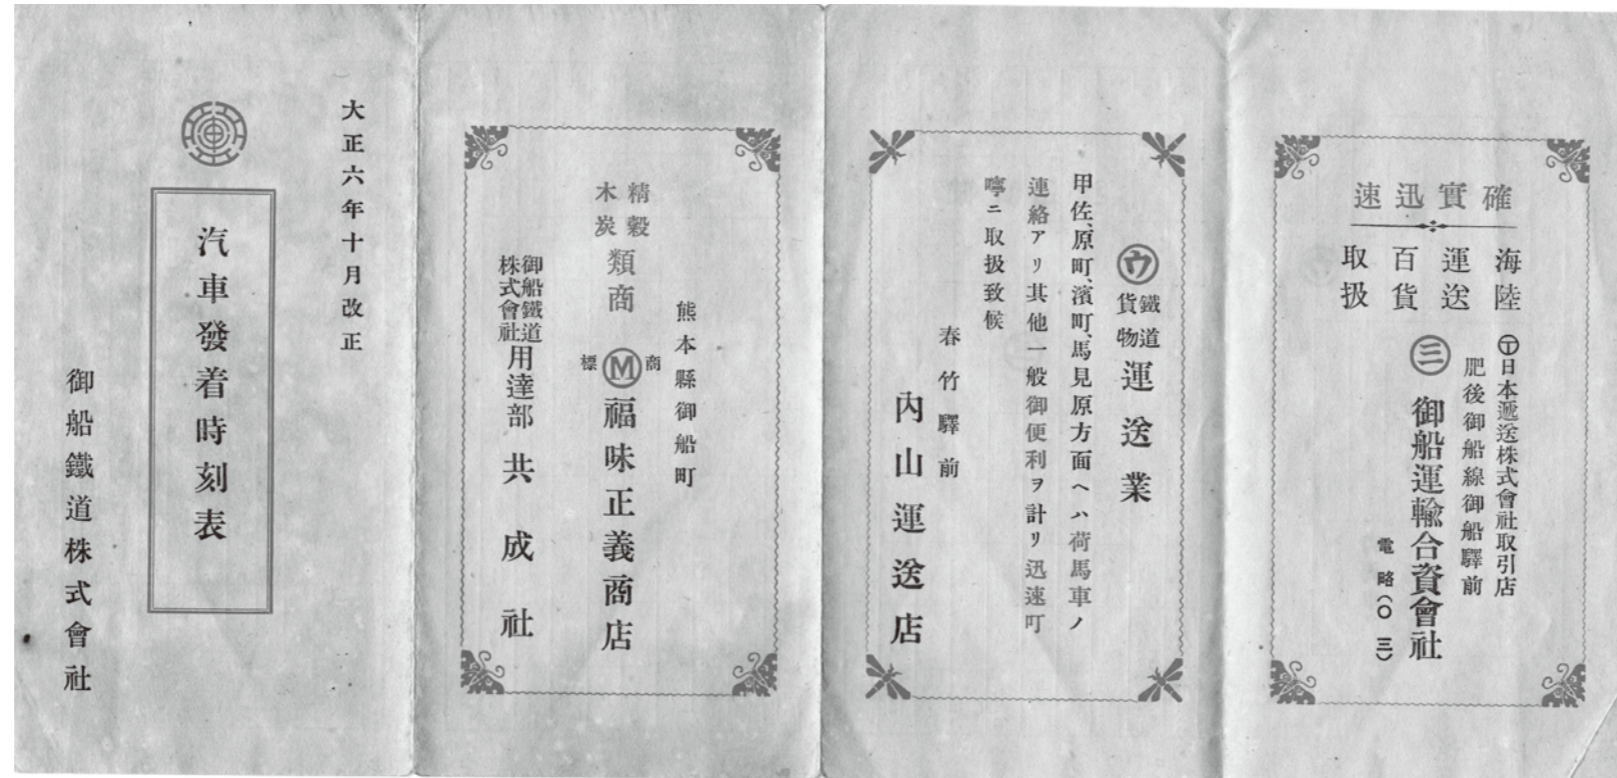 確實迅速
海陸
運送
百貨
取扱
㊦日本遞送株式會社取引店
肥後御船線御船驛前
㊂御船運輸合資會社
電略(〇三)
㋒鐵道貨物運送業
甲佐、原町、濱町、馬見原方面ヘハ荷馬車ノ
連絡アリ其他一般御便利ヲ計リ迅速叮
嚀ニ取扱致候
春竹驛前
內山運送店
熊本縣御船町
精穀
木炭
類商
商標
Ⓜ福味正義商店
御船鐵道
株式會社
用達部共成社
大正六年十月改正
汽車發着時刻表
御船鐵道株式會社